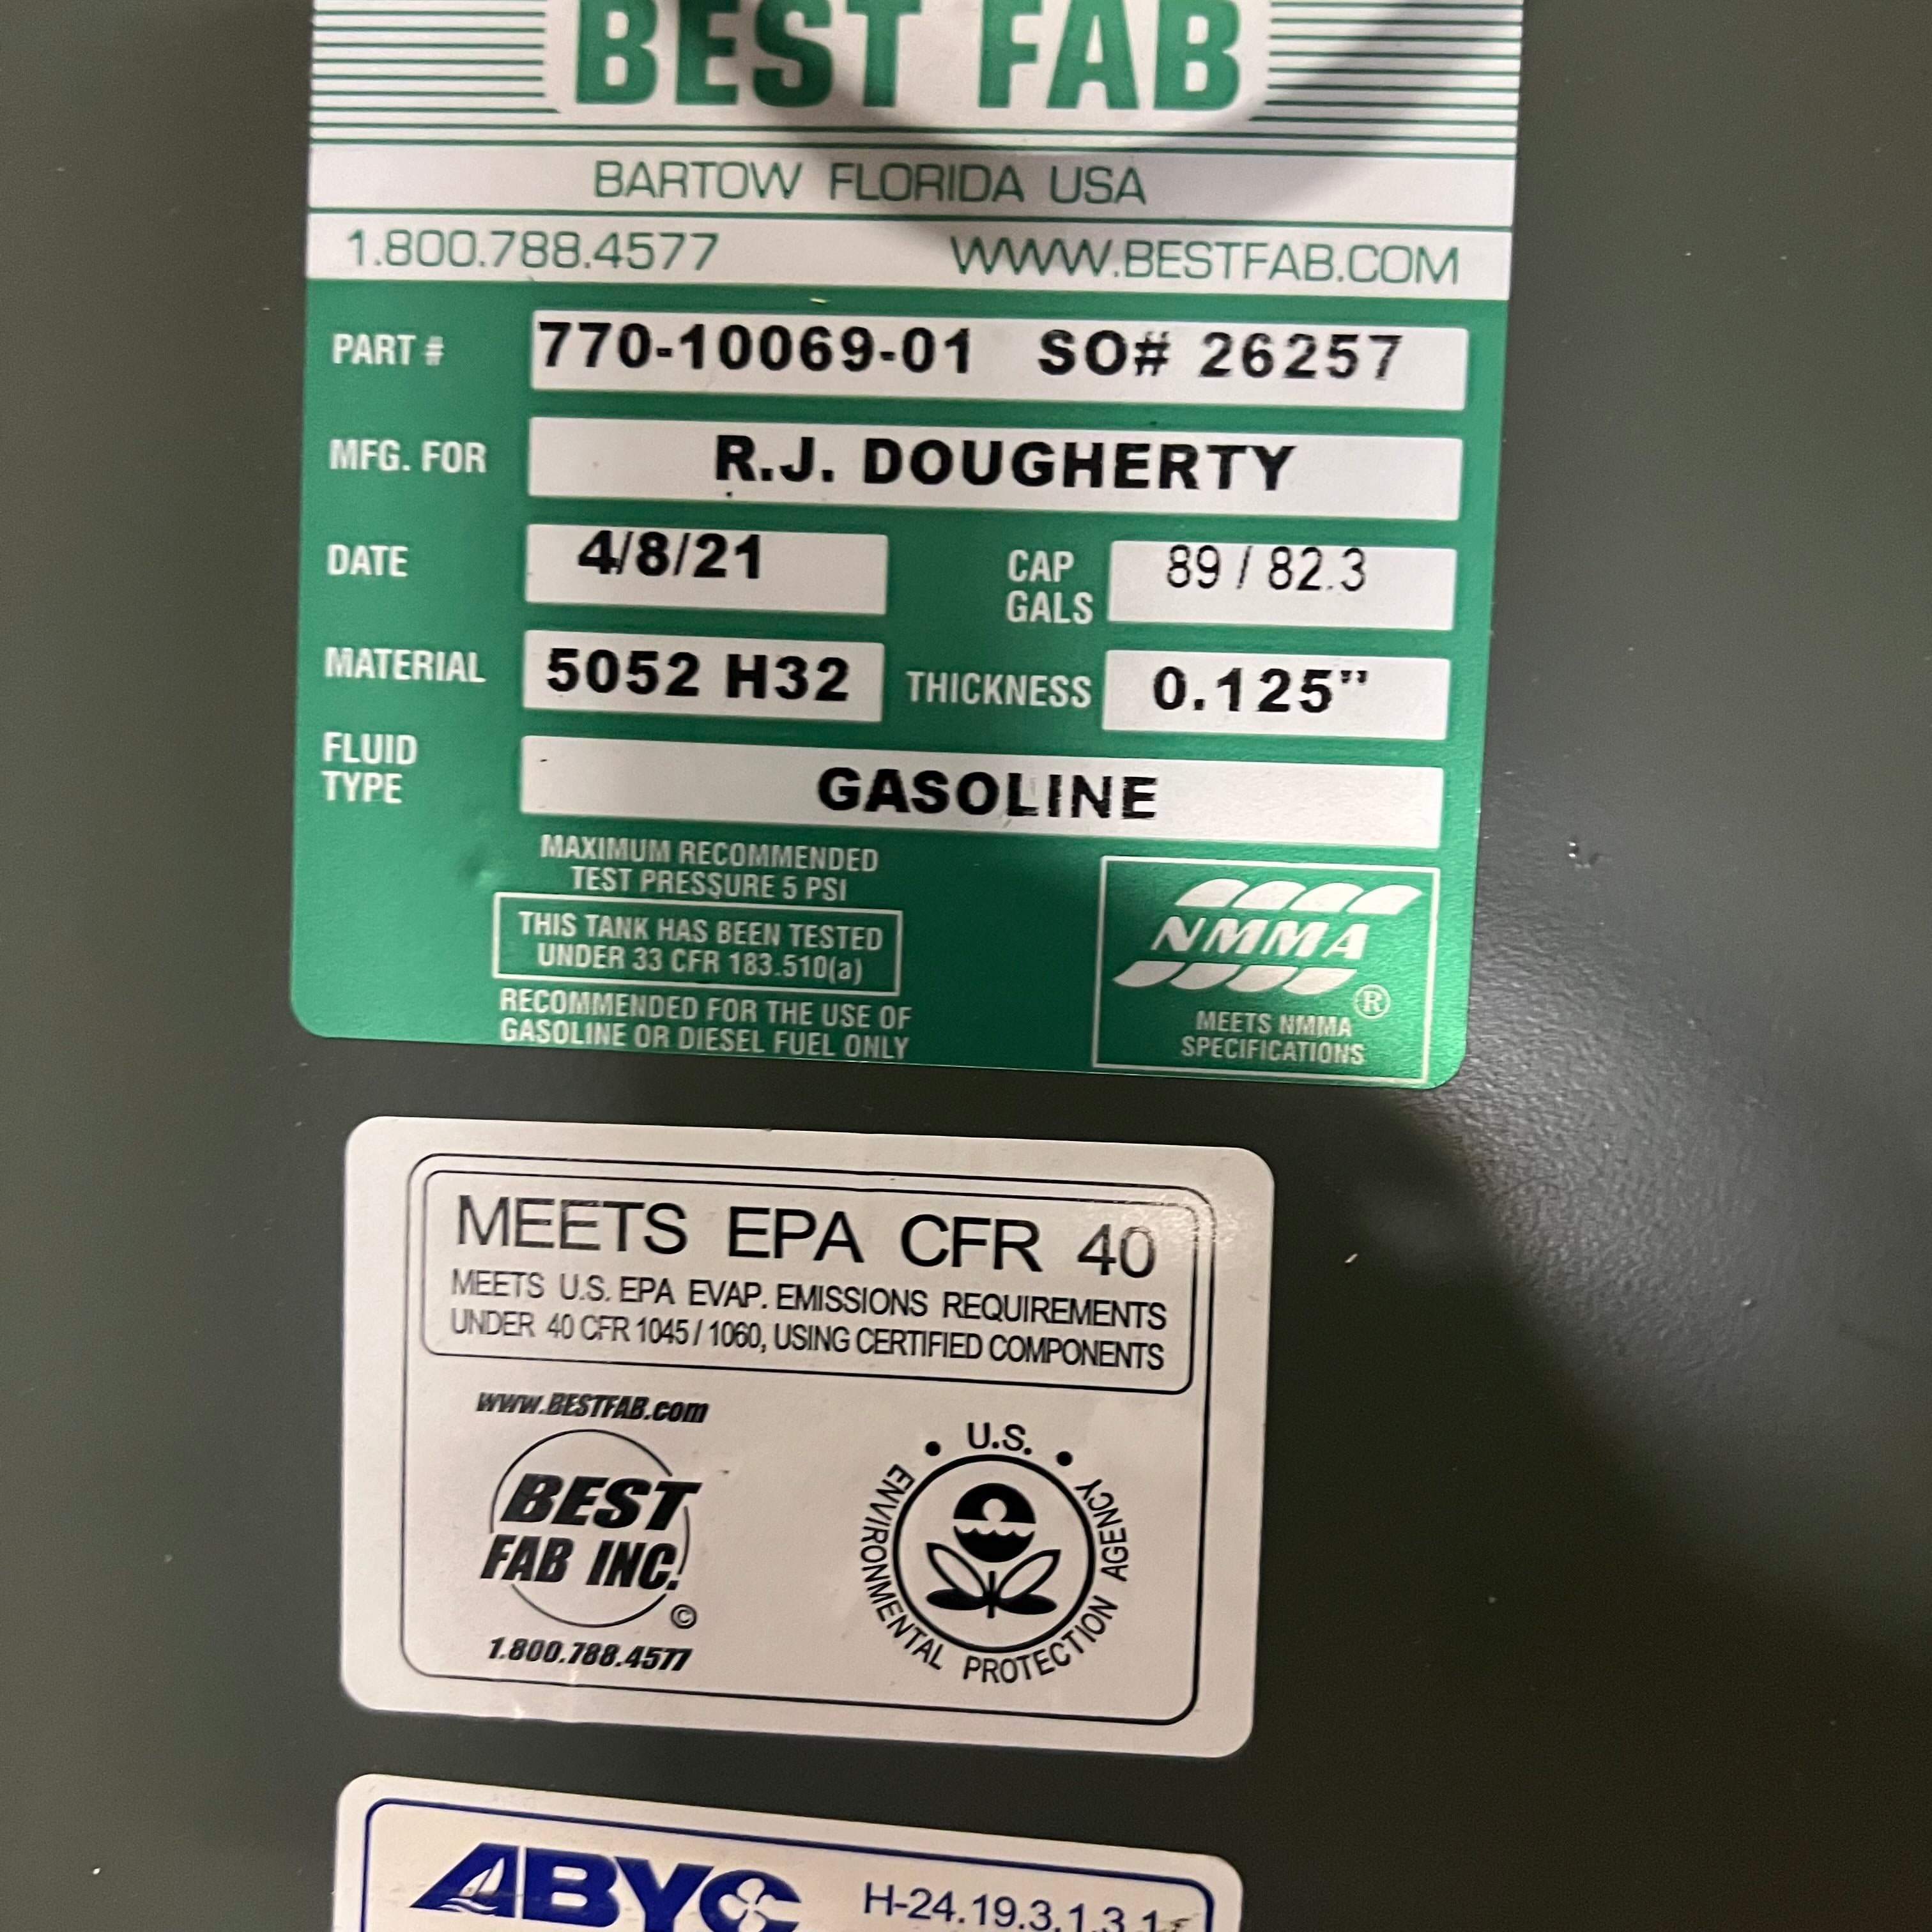 BEST FAB
BARTOW FLORIDA USA
1.800.788.4577 WWW.BESTFAB.COM
PART # 770-10069-01 SO# 26257
MFG. FOR R.J. DOUGHERTY
DATE 4/8/21 CAP GALS 89 / 82.3
MATERIAL 5052 H32 THICKNESS 0.125"
FLUID TYPE GASOLINE
MAXIMUM RECOMMENDED
TEST PRESSURE 5 PSI
THIS TANK HAS BEEN TESTED
UNDER 33 CFR 183.510(a)
RECOMMENDED FOR THE USE OF
GASOLINE OR DIESEL FUEL ONLY
NMMA
®
MEETS NMMA
SPECIFICATIONS
MEETS EPA CFR 40
MEETS U.S. EPA EVAP. EMISSIONS REQUIREMENTS
UNDER 40 CFR 1045 / 1060, USING CERTIFIED COMPONENTS
www.BESTFAB.com
BEST
FAB INC.
©
1.800.788.4577
• U.S. •
ENVIRONMENTAL PROTECTION AGENCY
ABYC H-24.19.3.1.3.1